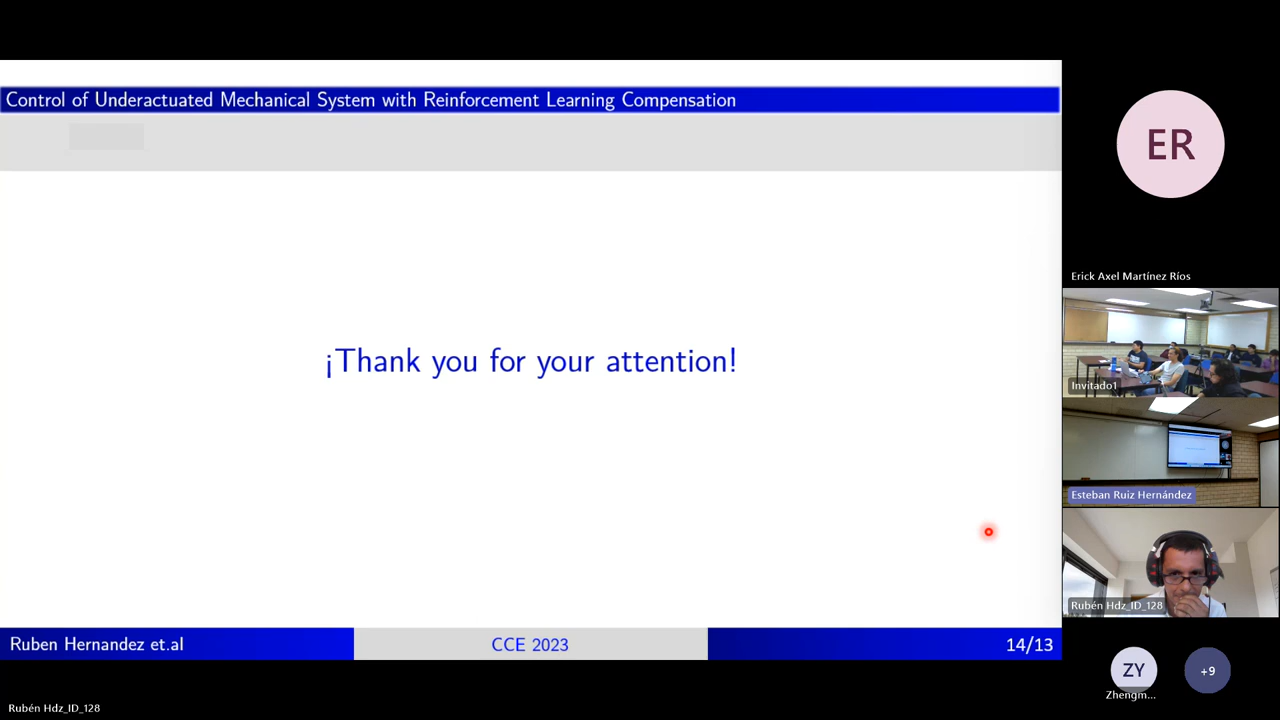 Control of Underactuated Mechanical System with Reinforcement Learning Compensation
¡Thank you for your attention!
Ruben Hernandez et.al
CCE 2023
14/13
ER
Erick Axel Martínez Ríos
Invitado1
Esteban Ruiz Hernández
Rubén Hdz_ID_128
ZY
Zhengm...
+9
Rubén Hdz_ID_128